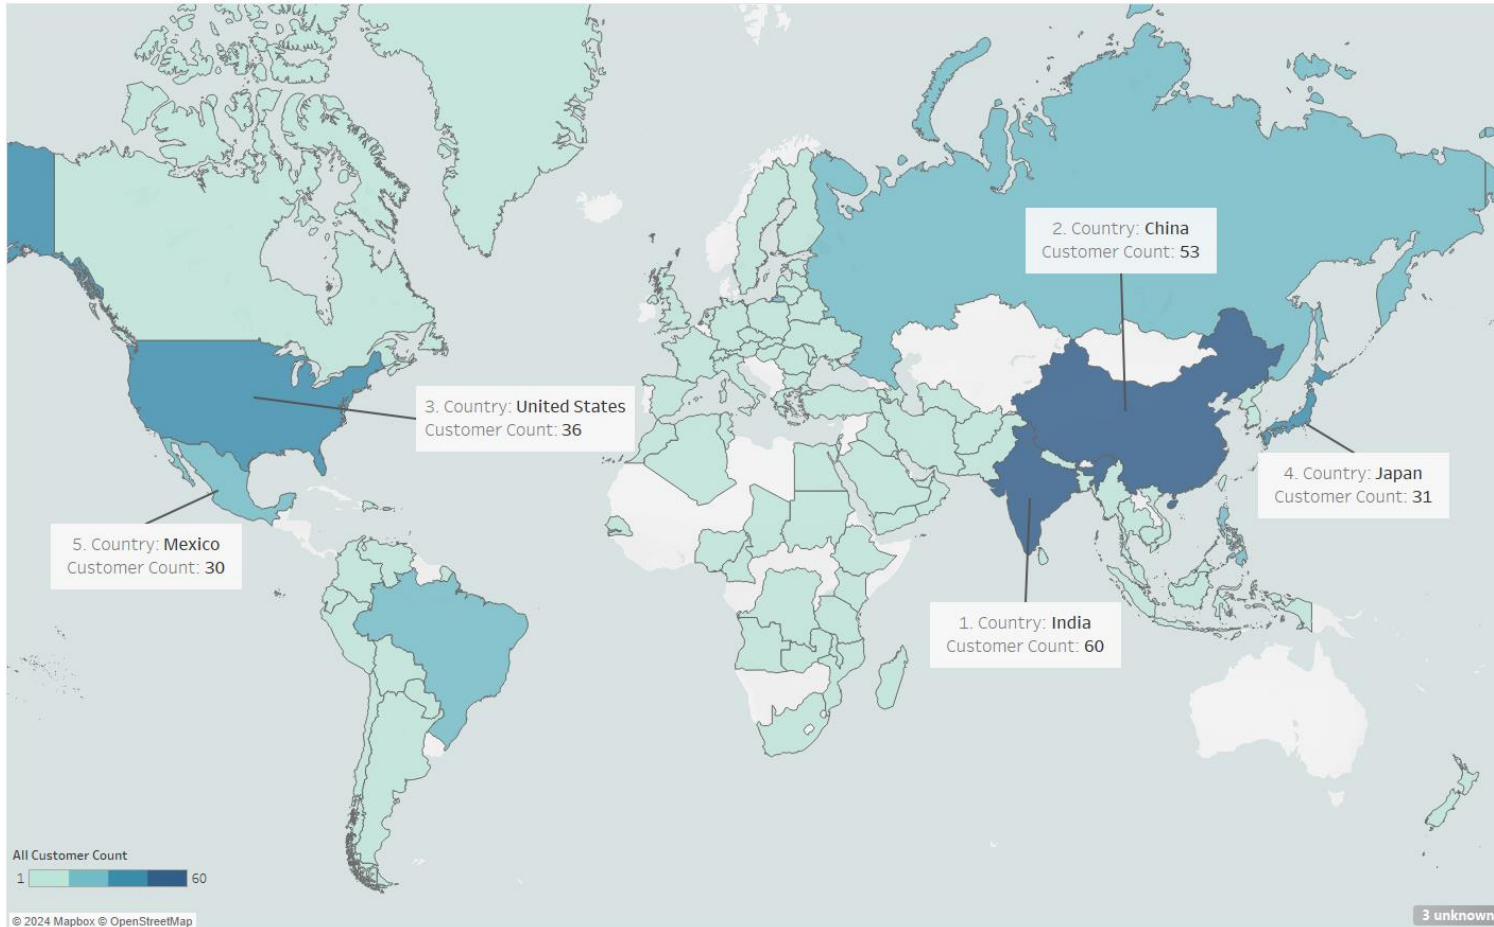 2. Country: China
Customer Count: 53
3. Country: United States
Customer Count: 36
4. Country: Japan
Customer Count: 31
5. Country: Mexico
Customer Count: 30
1. Country: India
Customer Count: 60
All Customer Count
1 60
© 2024 Mapbox © OpenStreetMap
3 unknown